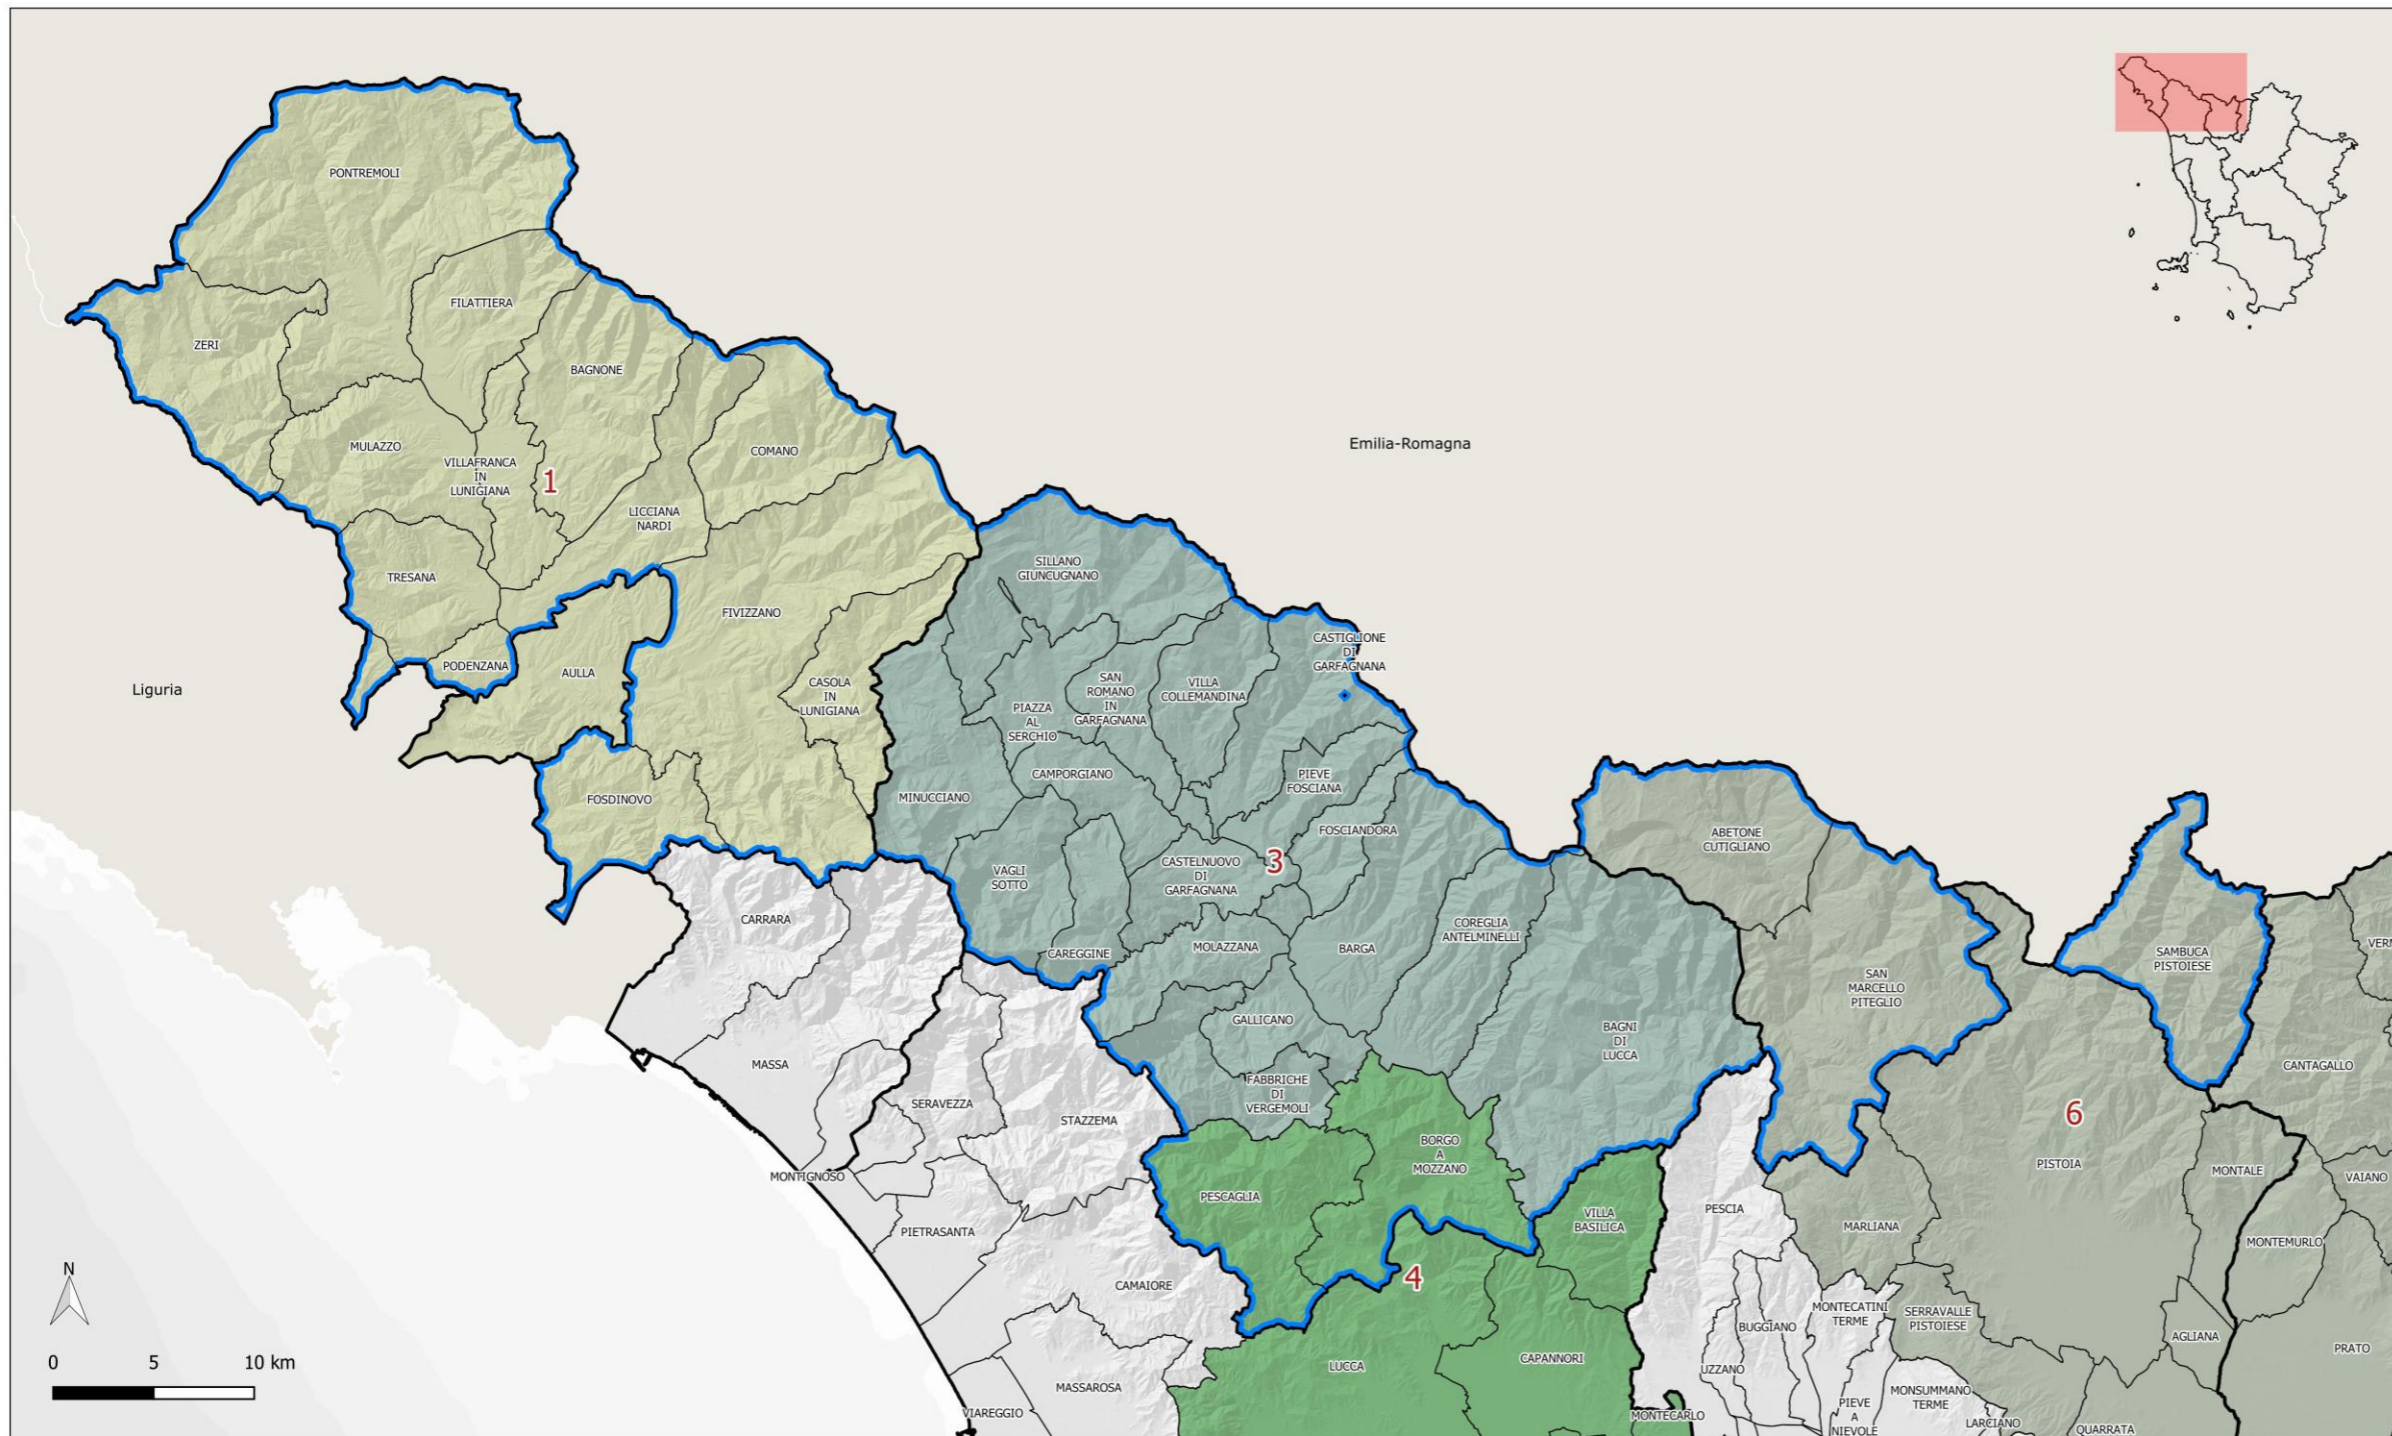 PONTREMOLI
FILATTIERA
ZERI
BAGNONE
Emilia-Romagna
MULAZZO
COMANO
VILLAFRANCA
IN
LUNIGIANA
1
LICCIANA
NARDI
SILLANO
GIUNCUGNANO
TRESANA
FIVIZZANO
CASTIGLIONE
DI
GARFAGNANA
PODENZANA
AULLA
Liguria
CASOLA
IN
LUNIGIANA
SAN
ROMANO
IN
GARFAGNANA
VILLA
COLLEMANDINA
PIAZZA
AL
SERCHIO
CAMPORGIANO
PIEVE
FOSCIANA
FOSDINOVO
MINUCCIANO
FOSCIANDORA
ABETONE
CUTIGLIANO
VAGLI
SOTTO
CASTELNUOVO
DI
GARFAGNANA
3
CARRARA
COREGLIA
ANTELMINELLI
MOLAZZANA
BARGA
CAREGGINE
SAMBUCA
PISTOIESE
VERN
SAN
MARCELLO
PITEGLIO
GALLICANO
BAGNI
DI
LUCCA
MASSA
CANTAGALLO
FABBRICHE
DI
VERGEMOLI
SERAVEZZA
STAZZEMA
6
BORGO
A
MOZZANO
PISTOIA
MONTALE
VAIANO
MONTIGNOSO
PESCAGLIA
PESCIA
VILLA
BASILICA
MARLIANA
PIETRASANTA
MONTEMURLO
N
CAMAIORE
4
MONTECATINI
TERME
SERRAVALLE
PISTOIESE
BUGGIANO
AGLIANA
PRATO
0 5 10 km
LUCCA
CAPANNORI
UZZANO
MASSAROSA
MONSUMMANO
TERME
VIAREGGIO
MONTECARLO
PIEVE
A
NIEVOLE
LARCIANO
QUARRATA